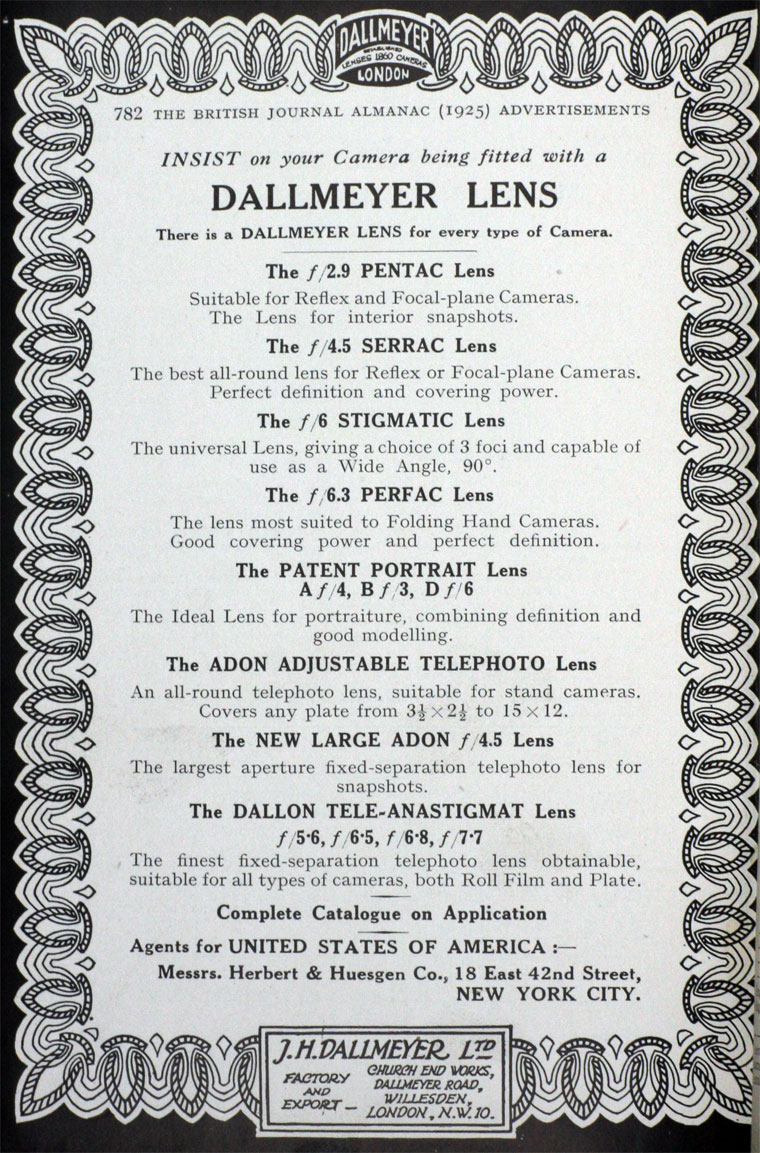 DALLMEYER
ESTABLISHED
LENSES 1860 CAMERAS
LONDON
782 THE BRITISH JOURNAL ALMANAC (1925) ADVERTISEMENTS
INSIST on your Camera being fitted with a
DALLMEYER LENS
There is a DALLMEYER LENS for every type of Camera.
The f/2.9 PENTAC Lens
Suitable for Reflex and Focal-plane Cameras.
The Lens for interior snapshots.
The f/4.5 SERRAC Lens
The best all-round lens for Reflex or Focal-plane Cameras.
Perfect definition and covering power.
The f/6 STIGMATIC Lens
The universal Lens, giving a choice of 3 foci and capable of
use as a Wide Angle, 90°.
The f/6.3 PERFAC Lens
The lens most suited to Folding Hand Cameras.
Good covering power and perfect definition.
The PATENT PORTRAIT Lens
A f/4, B f/3, D f/6
The Ideal Lens for portraiture, combining definition and
good modelling.
The ADON ADJUSTABLE TELEPHOTO Lens
An all-round telephoto lens, suitable for stand cameras.
Covers any plate from 3½×2½ to 15×12.
The NEW LARGE ADON f/4.5 Lens
The largest aperture fixed-separation telephoto lens for
snapshots.
The DALLON TELE-ANASTIGMAT Lens
f/5·6, f/6·5, f/6·8, f/7·7
The finest fixed-separation telephoto lens obtainable,
suitable for all types of cameras, both Roll Film and Plate.
Complete Catalogue on Application
Agents for UNITED STATES OF AMERICA :—
Messrs. Herbert & Huesgen Co., 18 East 42nd Street,
NEW YORK CITY.
J.H.DALLMEYER LTD
FACTORY
AND
EXPORT —
CHURCH END WORKS,
DALLMEYER ROAD,
WILLESDEN,
LONDON, N.W.10.